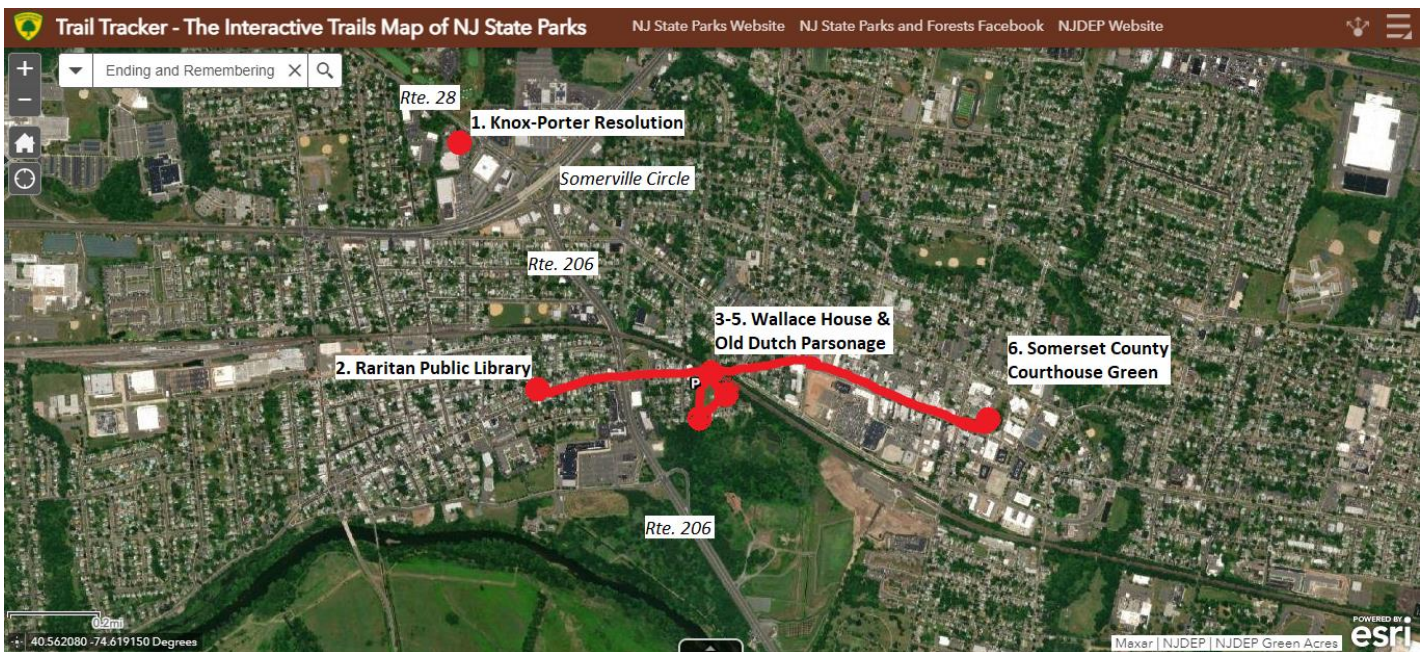 Trail Tracker - The Interactive Trails Map of NJ State Parks
NJ State Parks Website
NJ State Parks and Forests Facebook
NJDEP Website
+
Ending and Remembering
−
Rte. 28
1. Knox-Porter Resolution
Somerville Circle
Rte. 206
3-5. Wallace House &
Old Dutch Parsonage
6. Somerset County
Courthouse Green
2. Raritan Public Library
P
Rte. 206
0.2mi
40.562080 -74.619150 Degrees
Maxar | NJDEP | NJDEP Green Acres
POWERED BY
esri